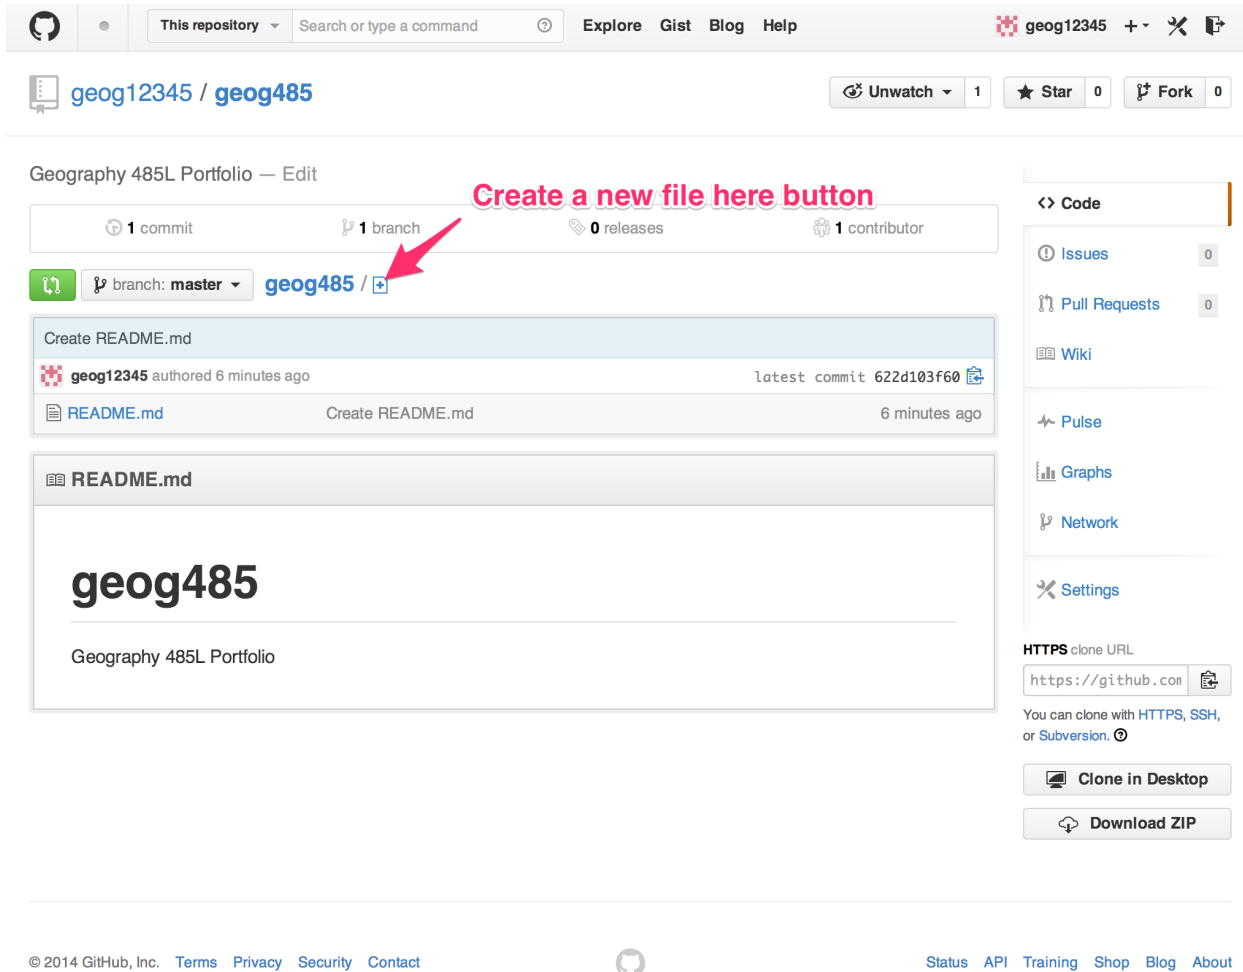 This repository Search or type a command Explore Gist Blog Help geog12345
geog12345 / geog485 Unwatch 1 Star 0 Fork 0
Geography 485L Portfolio — Edit
Create a new file here button
1 commit 1 branch 0 releases 1 contributor
branch: master geog485 /
Create README.md
geog12345 authored 6 minutes ago latest commit 622d103f60
README.md Create README.md 6 minutes ago
README.md
geog485
Geography 485L Portfolio
Code
Issues 0
Pull Requests 0
Wiki
Pulse
Graphs
Network
Settings
HTTPS clone URL
https://github.com
You can clone with HTTPS, SSH,
or Subversion.
Clone in Desktop
Download ZIP
© 2014 GitHub, Inc. Terms Privacy Security Contact Status API Training Shop Blog About